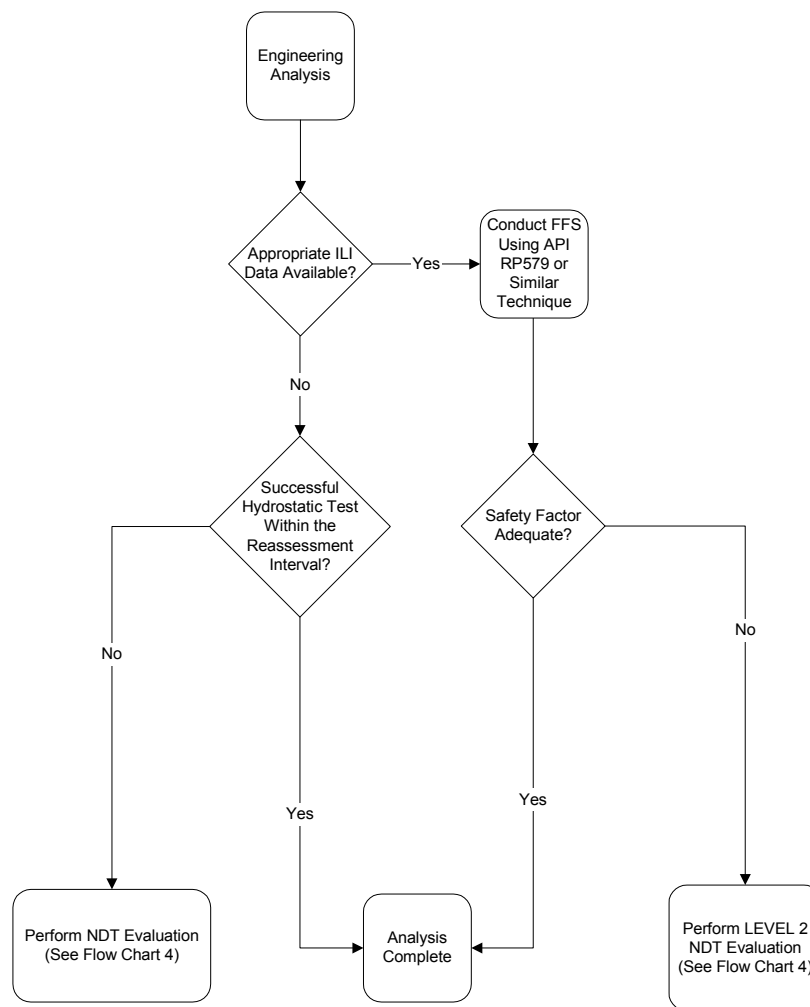 Engineering
Analysis
Appropriate ILI
Data Available?
Yes
Conduct FFS
Using API
RP579 or
Similar
Technique
No
Successful
Hydrostatic Test
Within the
Reassessment
Interval?
Safety Factor
Adequate?
No
No
Yes
Yes
Perform NDT Evaluation
(See Flow Chart 4)
Analysis
Complete
Perform LEVEL 2
NDT Evaluation
(See Flow Chart 4)